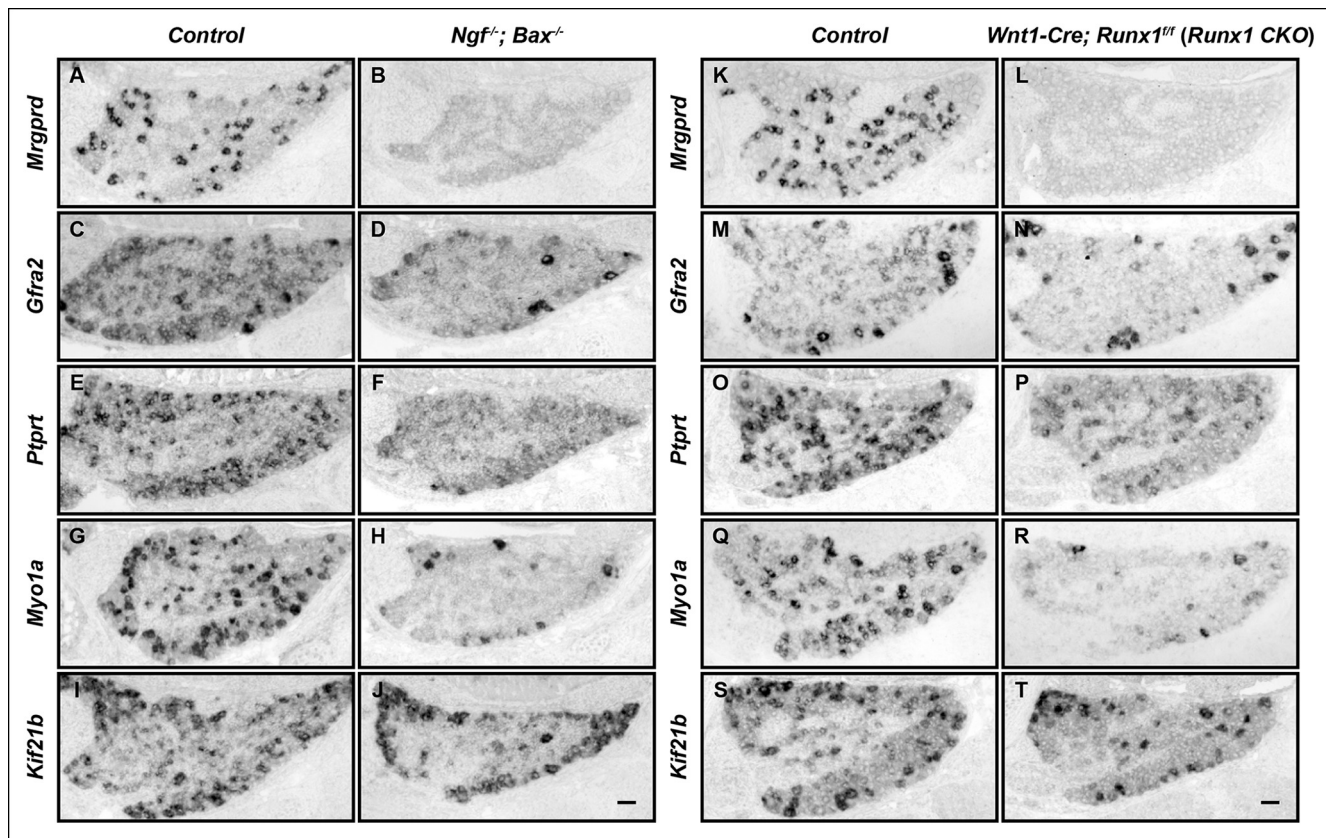 Control Ngf-/-; Bax-/- Control Wnt1-Cre; Runx1f/f (Runx1 CKO)
Mrgprd A B Mrgprd K L
Gfra2 C D Gfra2 M N
Ptprt E F Ptprt O P
Myo1a G H Myo1a Q R
Kif21b I J Kif21b S T